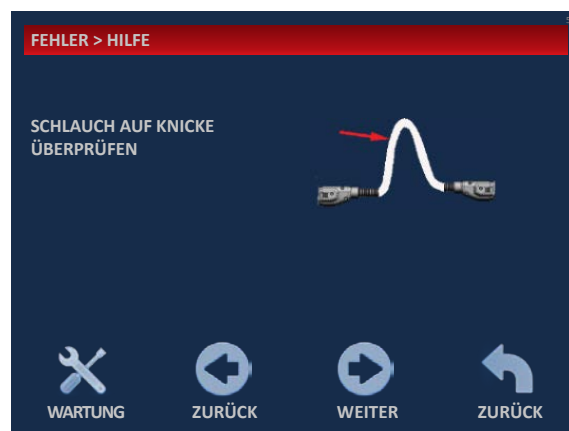 FEHLER > HILFE
SCHLAUCH AUF KNICKE
ÜBERPRÜFEN
WARTUNG
ZURÜCK
WEITER
ZURÜCK